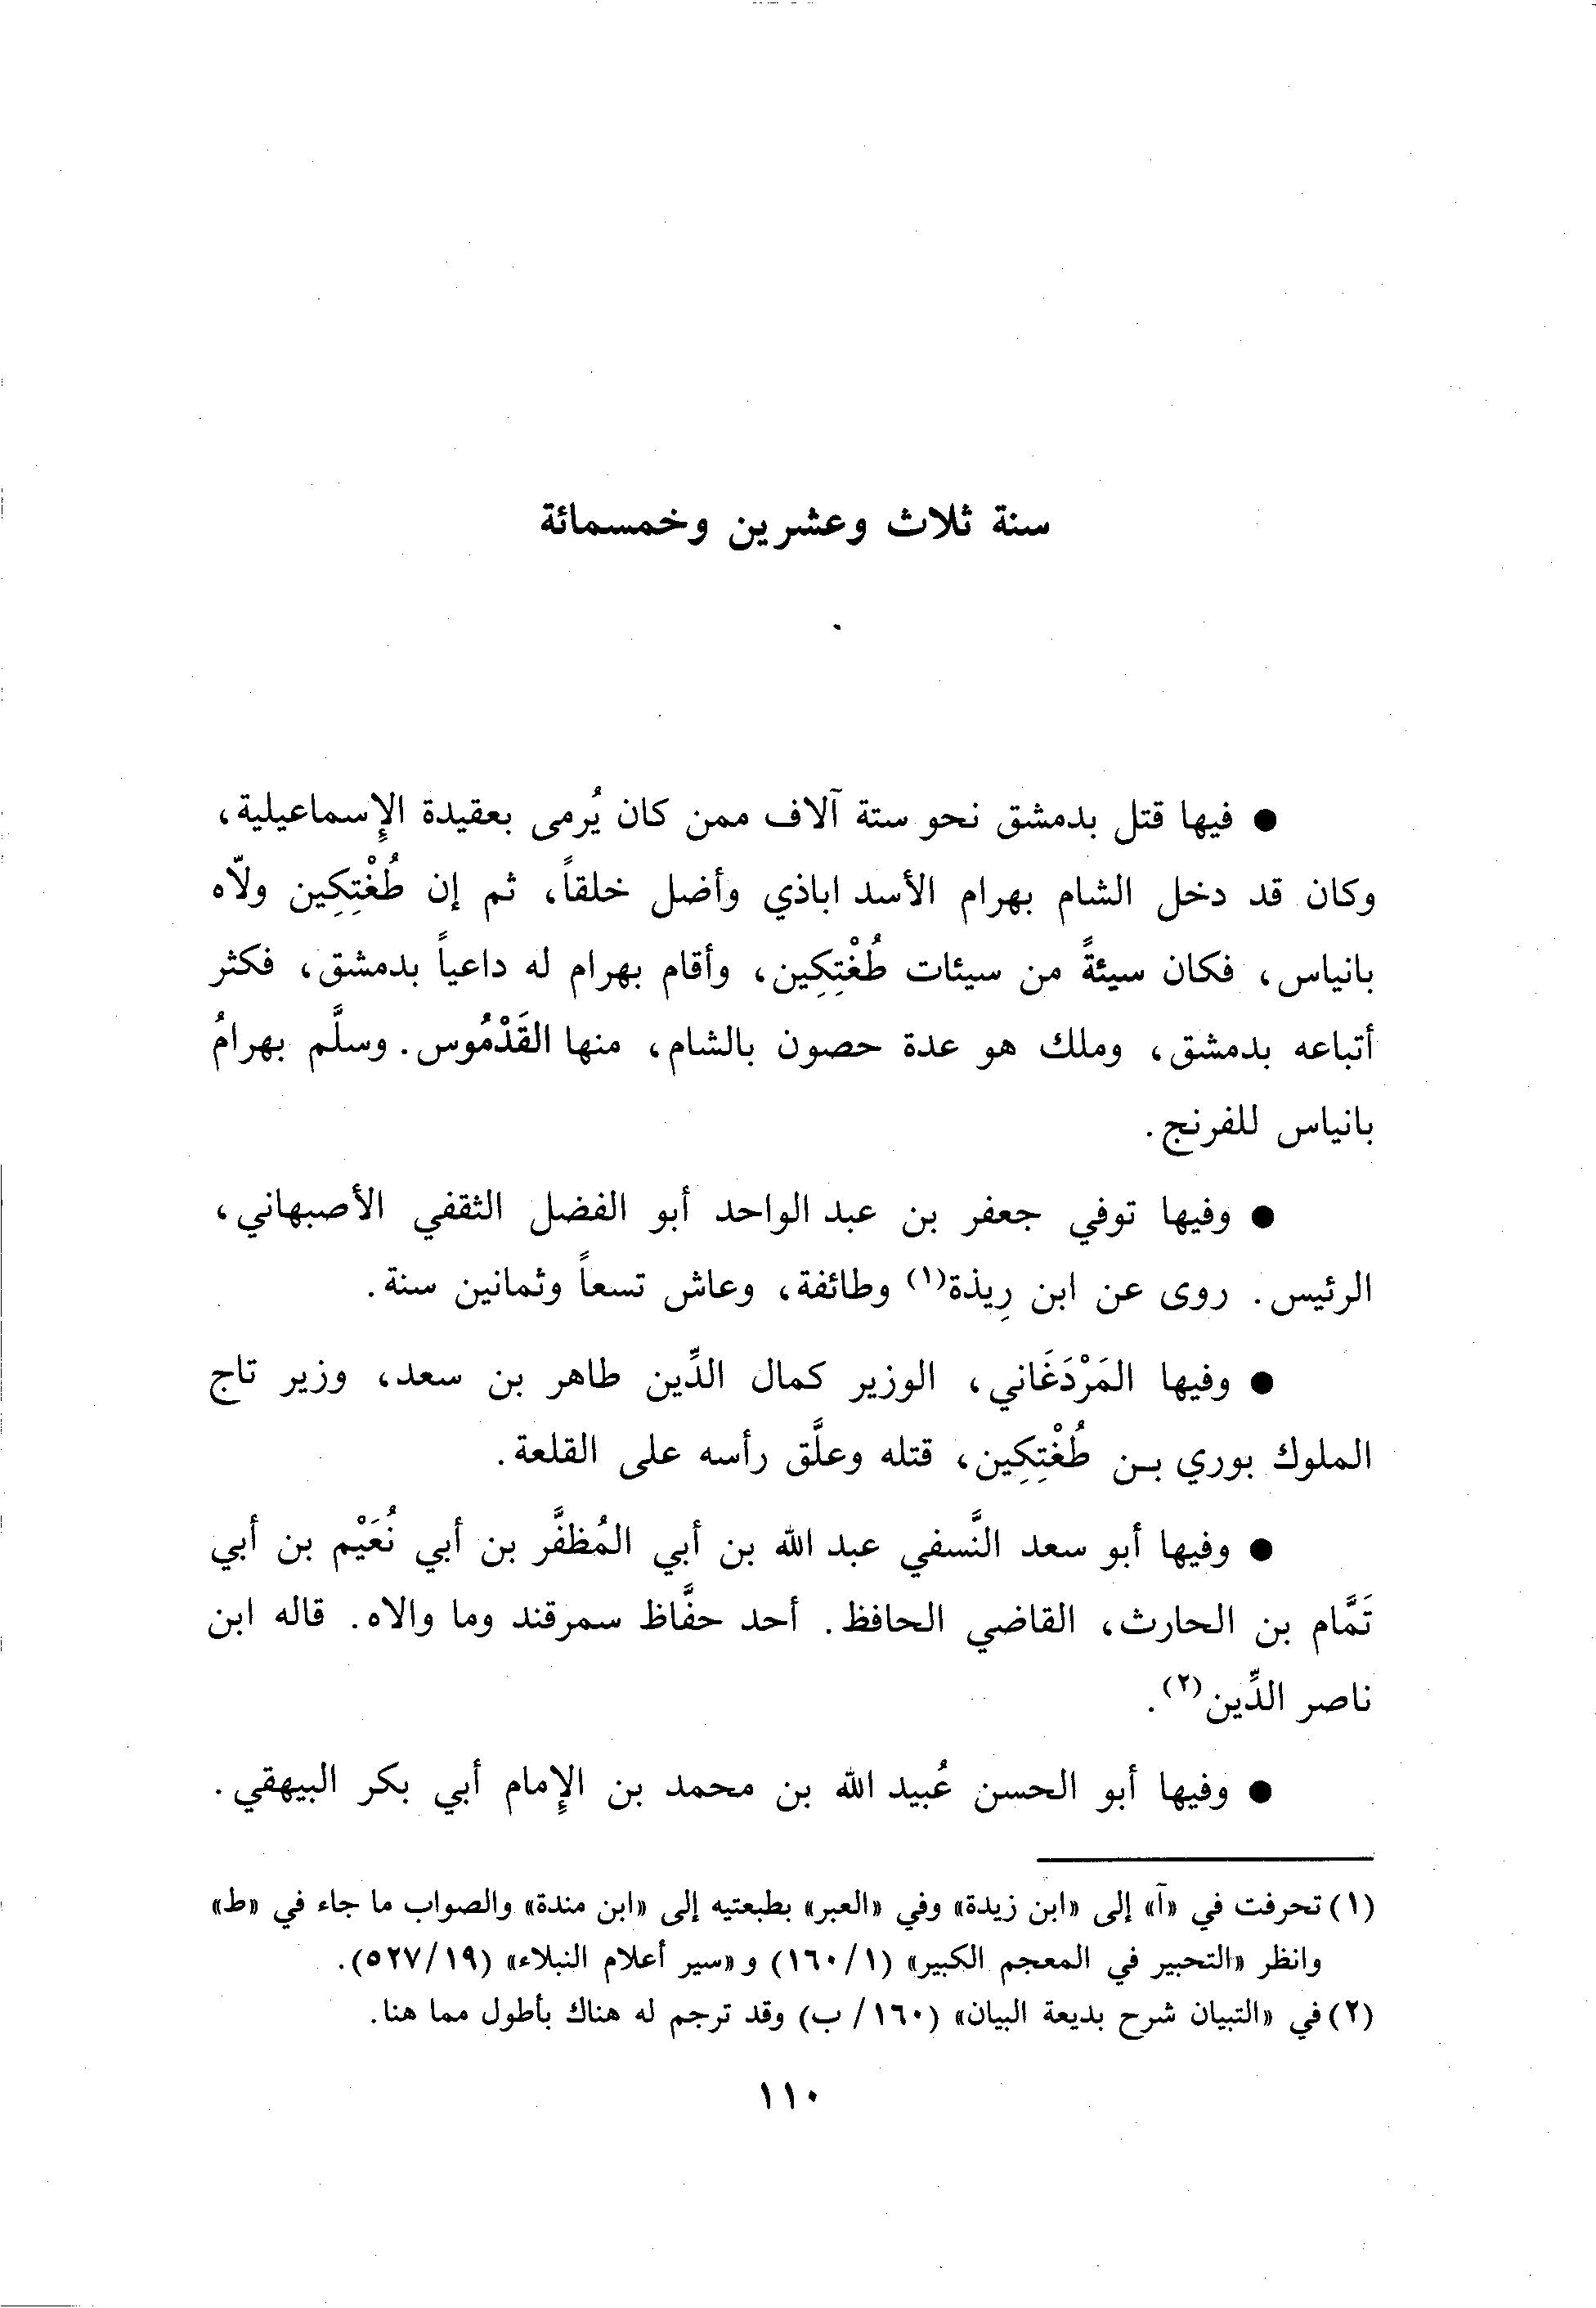 سنة ثلاث وعشرين وخمسمائة
● فيها قتل بدمشق نحو ستة آلاف ممن كان يُرمى بعقيدة الإِسماعيلية،
وكان قد دخل الشام بهرام الأسد اباذي وأضل خلقاً، ثم إن طُغْتِكِين ولّاه
بانياس، فكان سيئةً من سيئات طُغْتِكِين، وأقام بهرام له داعياً بدمشق، فكثر
أتباعه بدمشق، وملك هو عدة حصون بالشام، منها القَدْمُوس. وسلَّم بهرامُ
بانياس للفرنج.
● وفيها توفي جعفر بن عبد الواحد أبو الفضل الثقفي الأصبهاني،
الرئيس. روى عن ابن رِيذة(١) وطائفة، وعاش تسعاً وثمانين سنة.
● وفيها المَرْدَغَاني، الوزير كمال الدِّين طاهر بن سعد، وزير تاج
الملوك بوري بـن طُغْتِكِين، قتله وعلَّق رأسه على القلعة.
● وفيها أبو سعد النَّسفي عبد الله بن أبي المُظفَّر بن أبي نُعَيْم بن أبي
تَمَّام بن الحارث، القاضي الحافظ. أحد حفَّاظ سمرقند وما والاه. قاله ابن
ناصر الدِّين(٢).
● وفيها أبو الحسن عُبيد الله بن محمد بن الإِمام أبي بكر البيهقي.
(١) تحرفت في «آ» إلى «ابن زيدة» وفي «العبر» بطبعتيه إلى «ابن مندة» والصواب ما جاء في «ط»
وانظر «التحبير في المعجم الكبير» (١/١٦٠) و «سير أعلام النبلاء» (١٩/٥٢٧).
(٢) في «التبيان شرح بديعة البيان» (١٦٠/ ب) وقد ترجم له هناك بأطول مما هنا.
١١٠